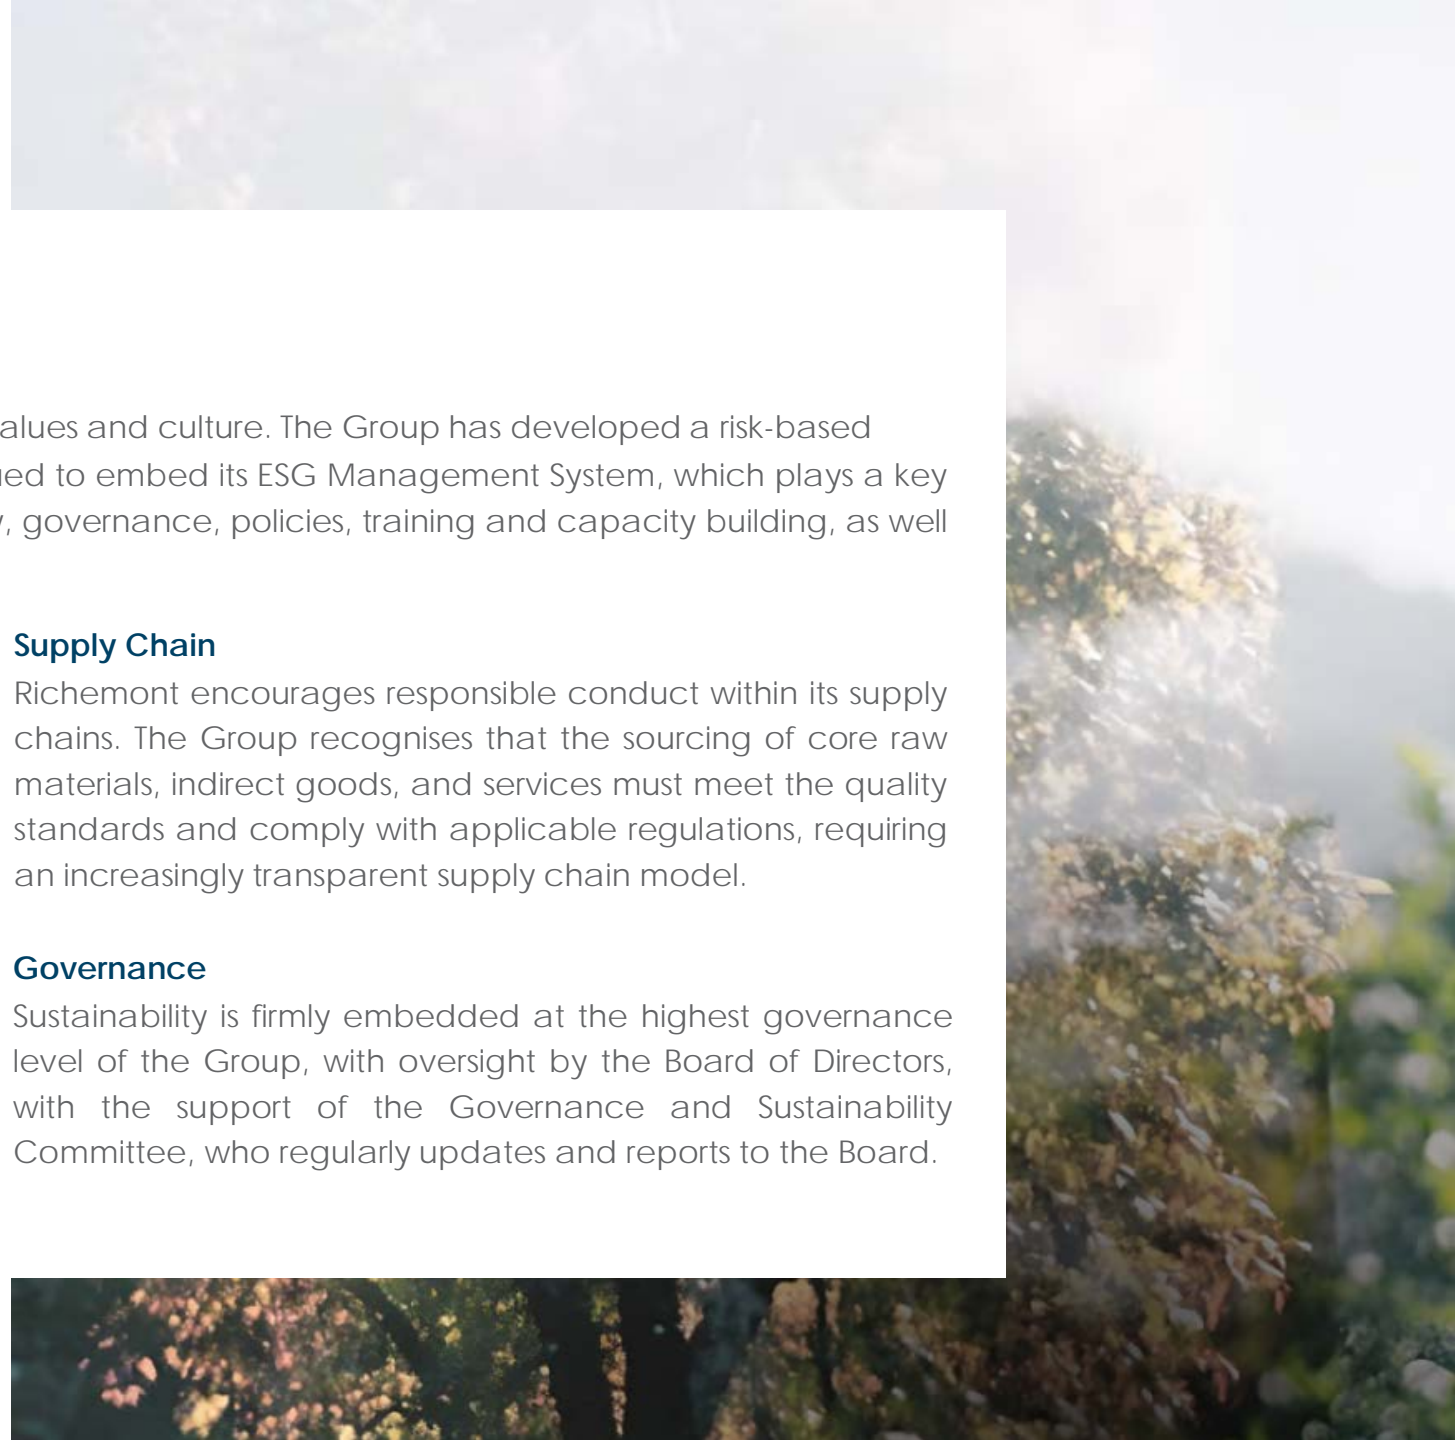 and culture. The Group has developed a risk-based
to embed its ESG Management System, which plays a key
, governance, policies, training and capacity building, as well
Supply Chain
Richemont encourages responsible conduct within its supply
chains. The Group recognises that the sourcing of core raw
materials, indirect goods, and services must meet the quality
standards and comply with applicable regulations, requiring
an increasingly transparent supply chain model.
Governance
Sustainability is firmly embedded at the highest governance
level of the Group, with oversight by the Board of Directors,
with the support of the Governance and Sustainability
Committee, who regularly updates and reports to the Board.